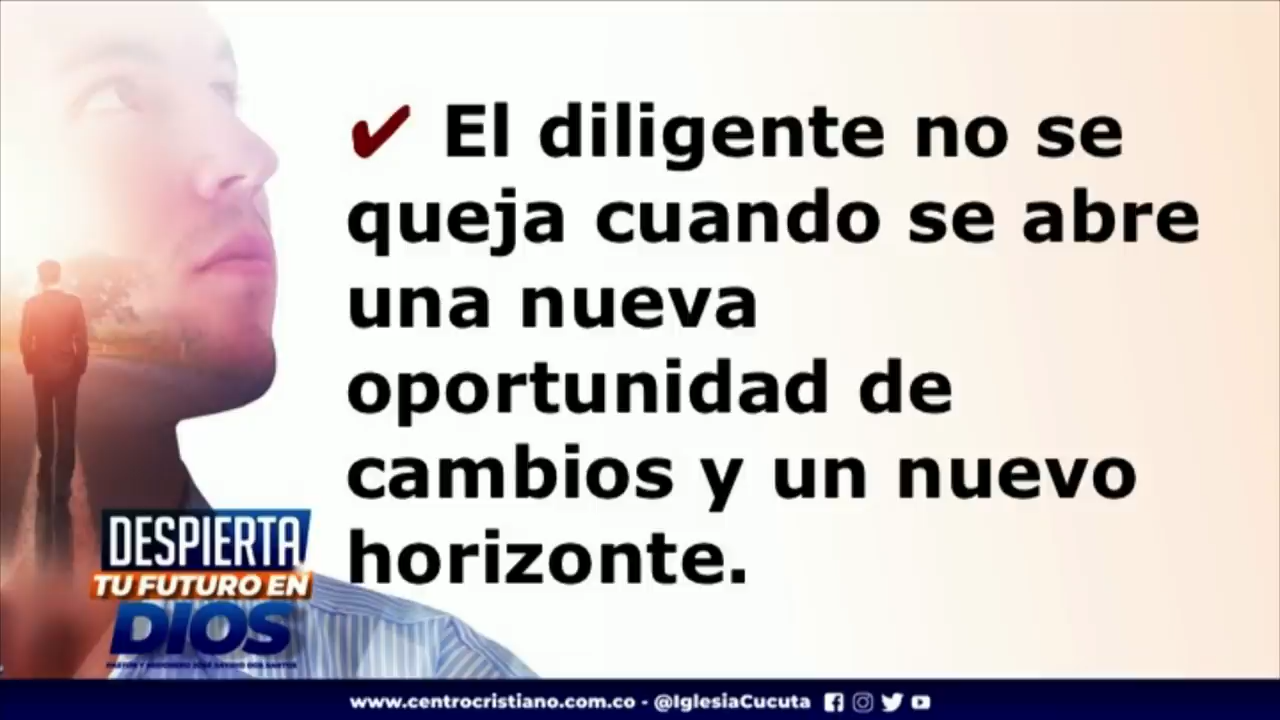 ✔ El diligente no se
queja cuando se abre
una nueva
oportunidad de
cambios y un nuevo
horizonte.
DESPIERTA
TU FUTURO EN
DIOS
www.centrocristiano.com.co - @IglesiaCucuta